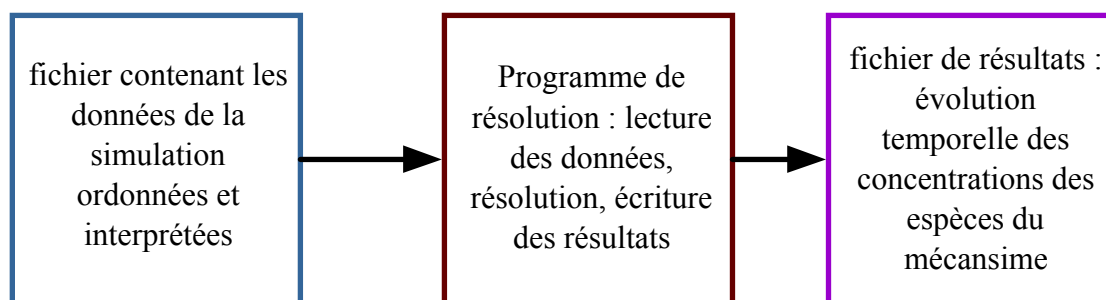 fichier contenant les
données de la
simulation
ordonnées et
interprétées
Programme de
résolution : lecture
des données,
résolution, écriture
des résultats
fichier de résultats :
évolution
temporelle des
concentrations des
espèces du
mécansime